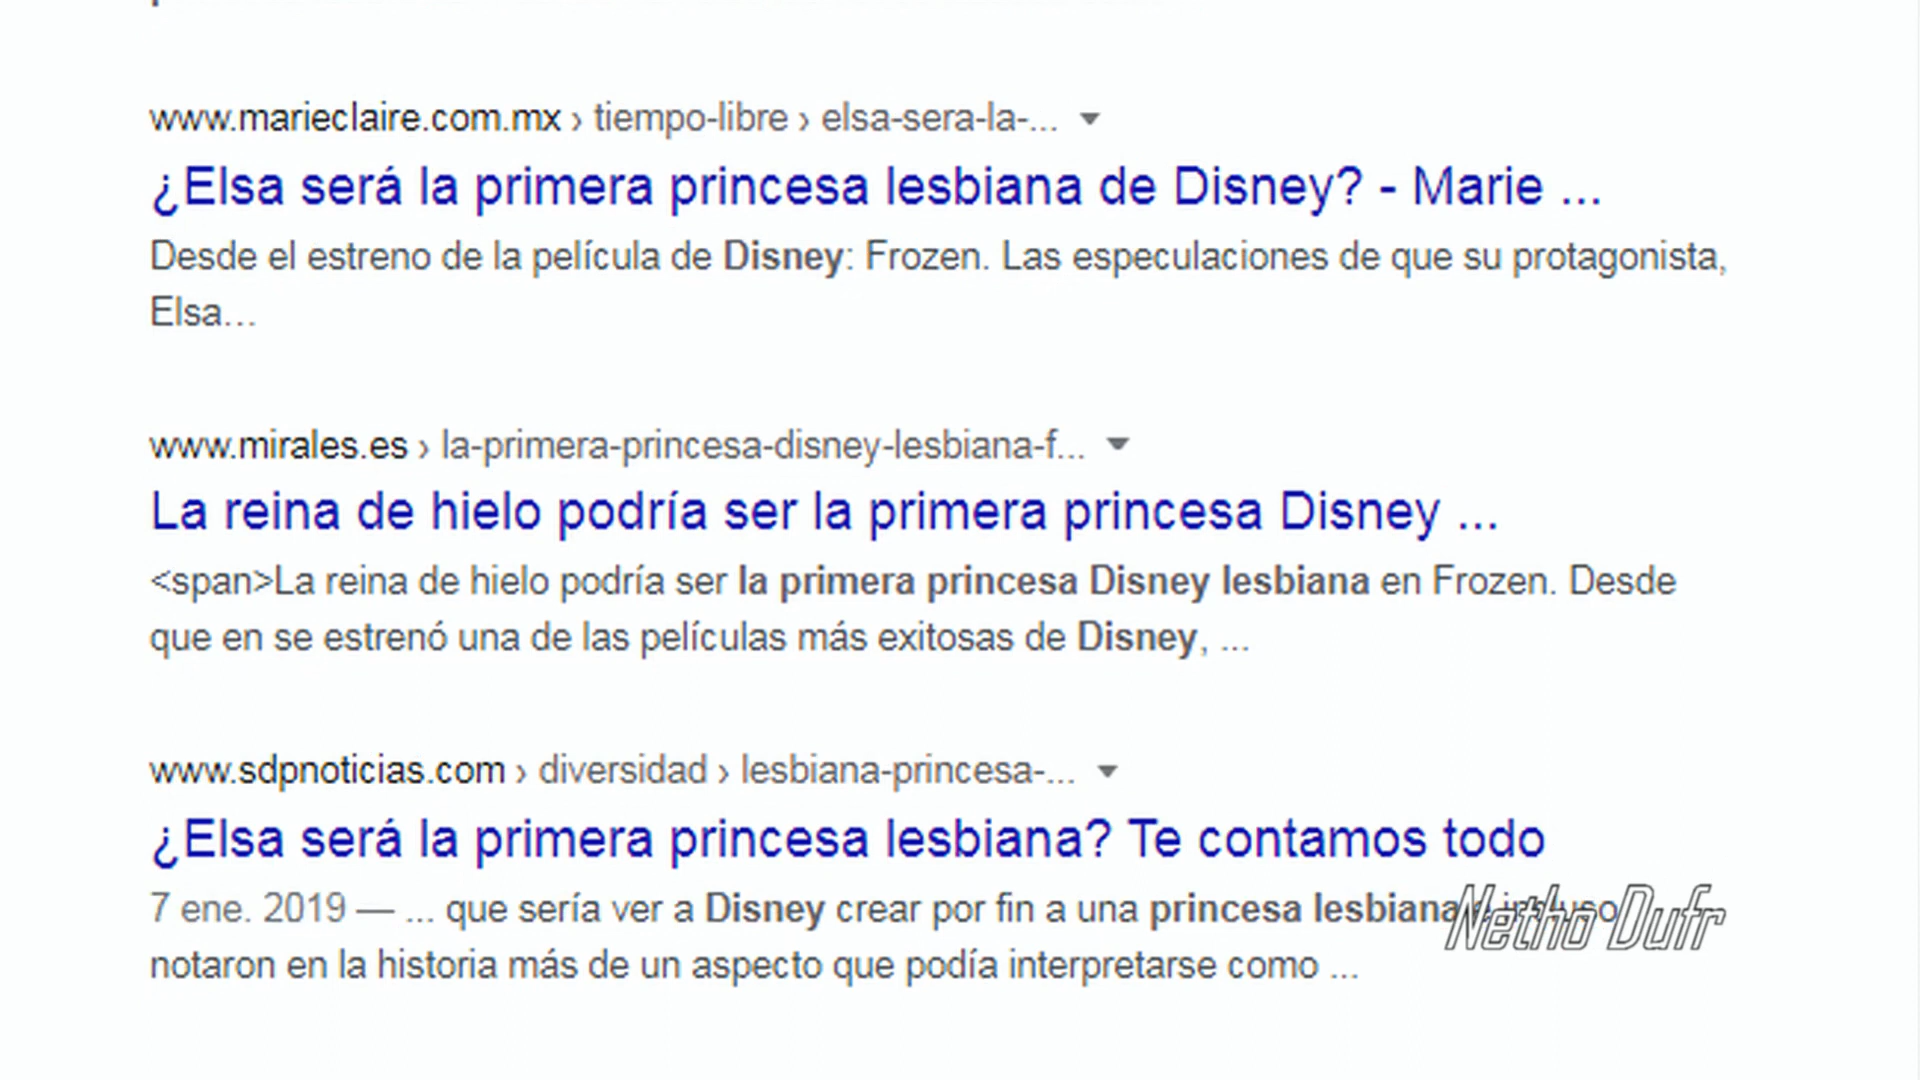 www.marieclaire.com.mx › tiempo-libre › elsa-sera-la-...
¿Elsa será la primera princesa lesbiana de Disney? - Marie ...
Desde el estreno de la película de Disney: Frozen. Las especulaciones de que su protagonista,
Elsa...
www.mirales.es › la-primera-princesa-disney-lesbiana-f...
La reina de hielo podría ser la primera princesa Disney ...
<span>La reina de hielo podría ser la primera princesa Disney lesbiana en Frozen. Desde
que en se estrenó una de las películas más exitosas de Disney, ...
www.sdpnoticias.com › diversidad › lesbiana-princesa-...
¿Elsa será la primera princesa lesbiana? Te contamos todo
7 ene. 2019 — ... que sería ver a Disney crear por fin a una princesa lesbiana
Netho Dufr
notaron en la historia más de un aspecto que podía interpretarse como ...